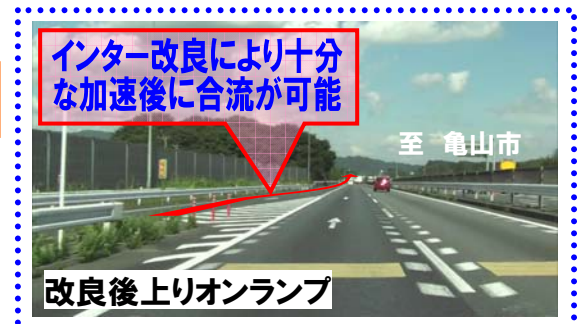 インター改良により十分
な加速後に合流が可能
至 亀山市
改良後上りオンランプ